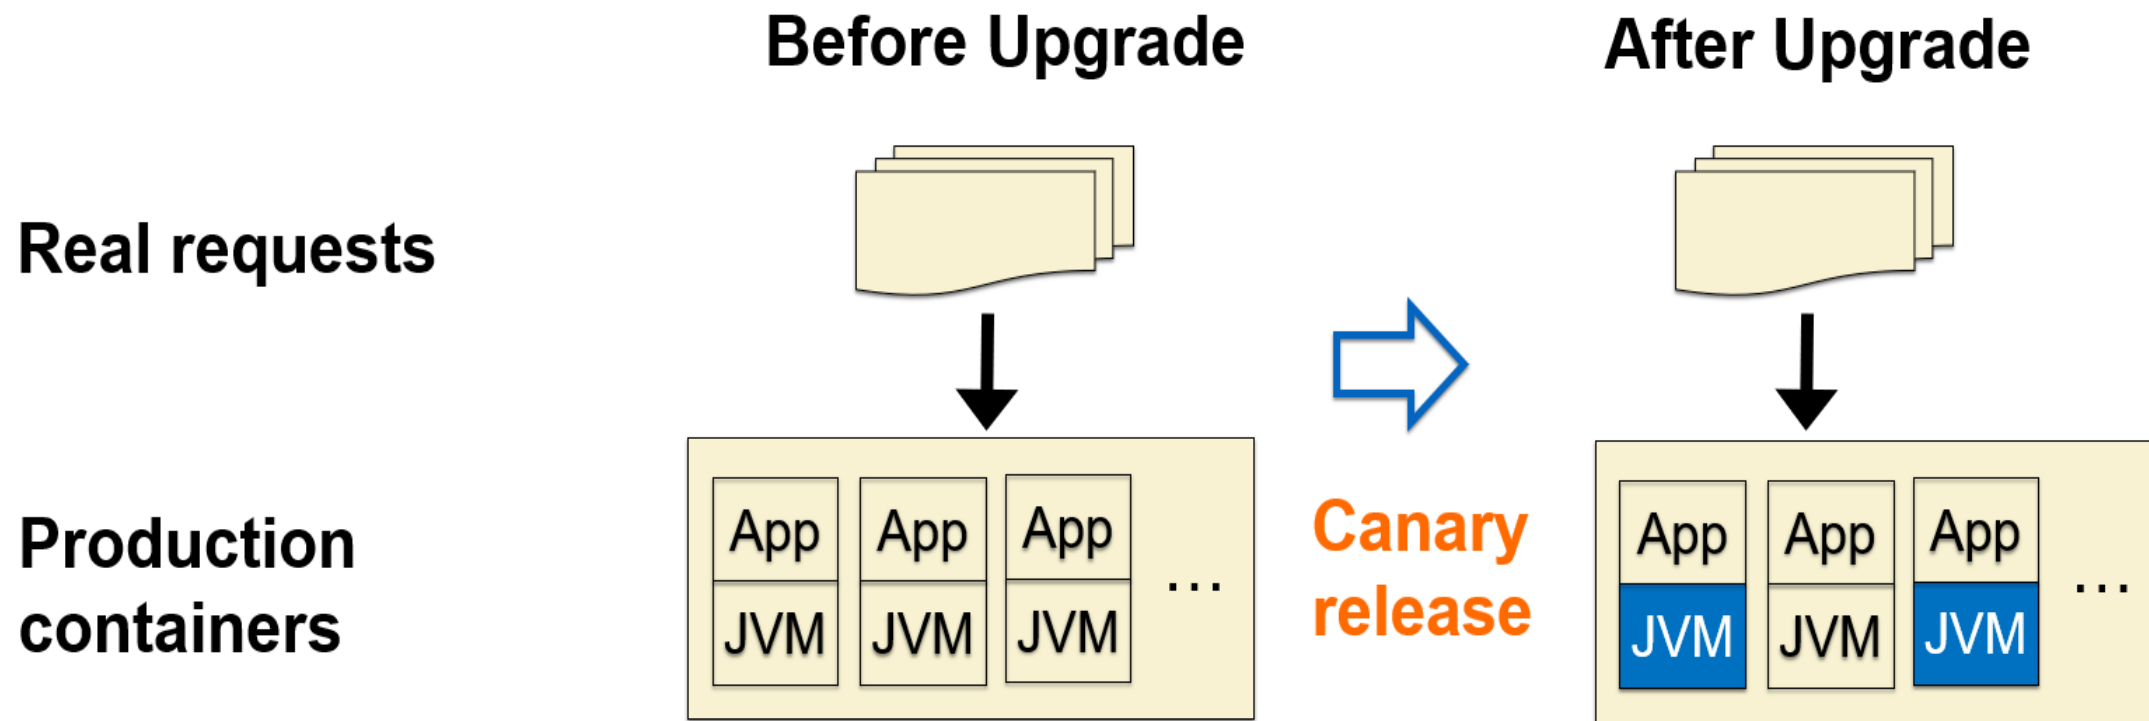 Before Upgrade
After Upgrade
Real requests
Production
containers
App
App
App
...
JVM
JVM
JVM
Canary
release
App
App
App
...
JVM
JVM
JVM